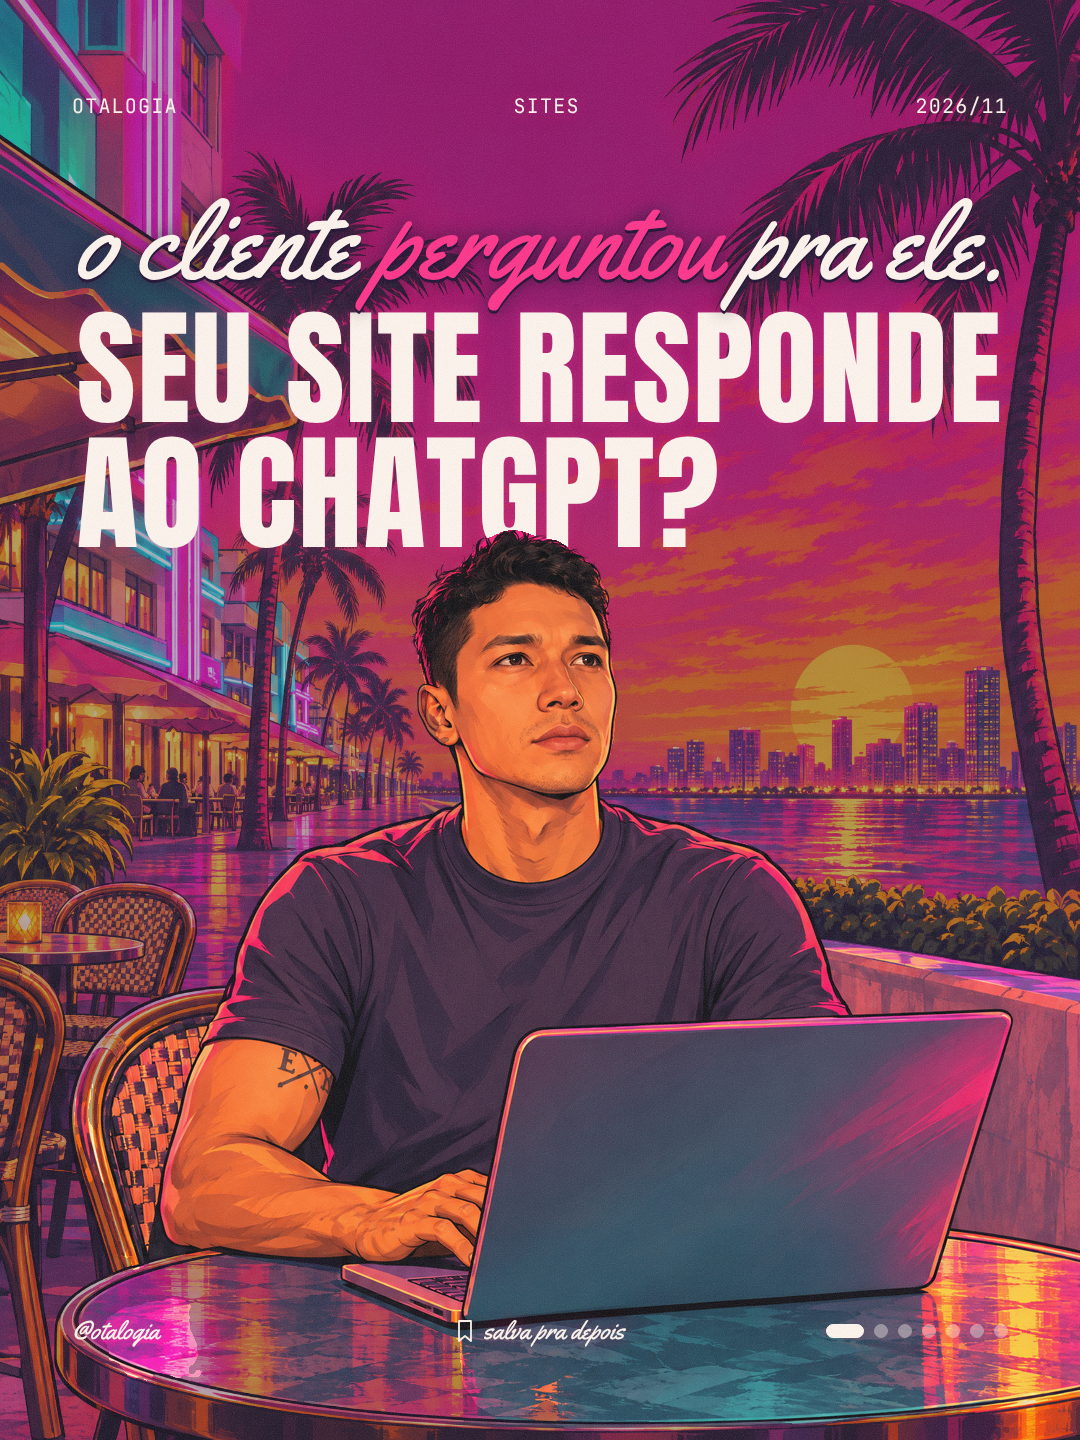 OTALOGIA SITES 2026/11
o cliente perguntou pra ele.
SEU SITE RESPONDE
AO CHATGPT?
@otalogia salva pra depois